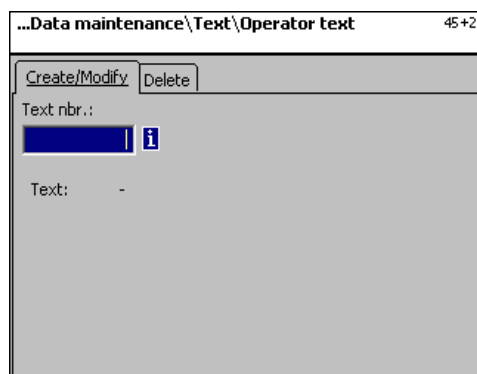 ...Data maintenance\Text\Operator text 45+2
Create/Modify Delete
Text nbr.:
i
Text: -